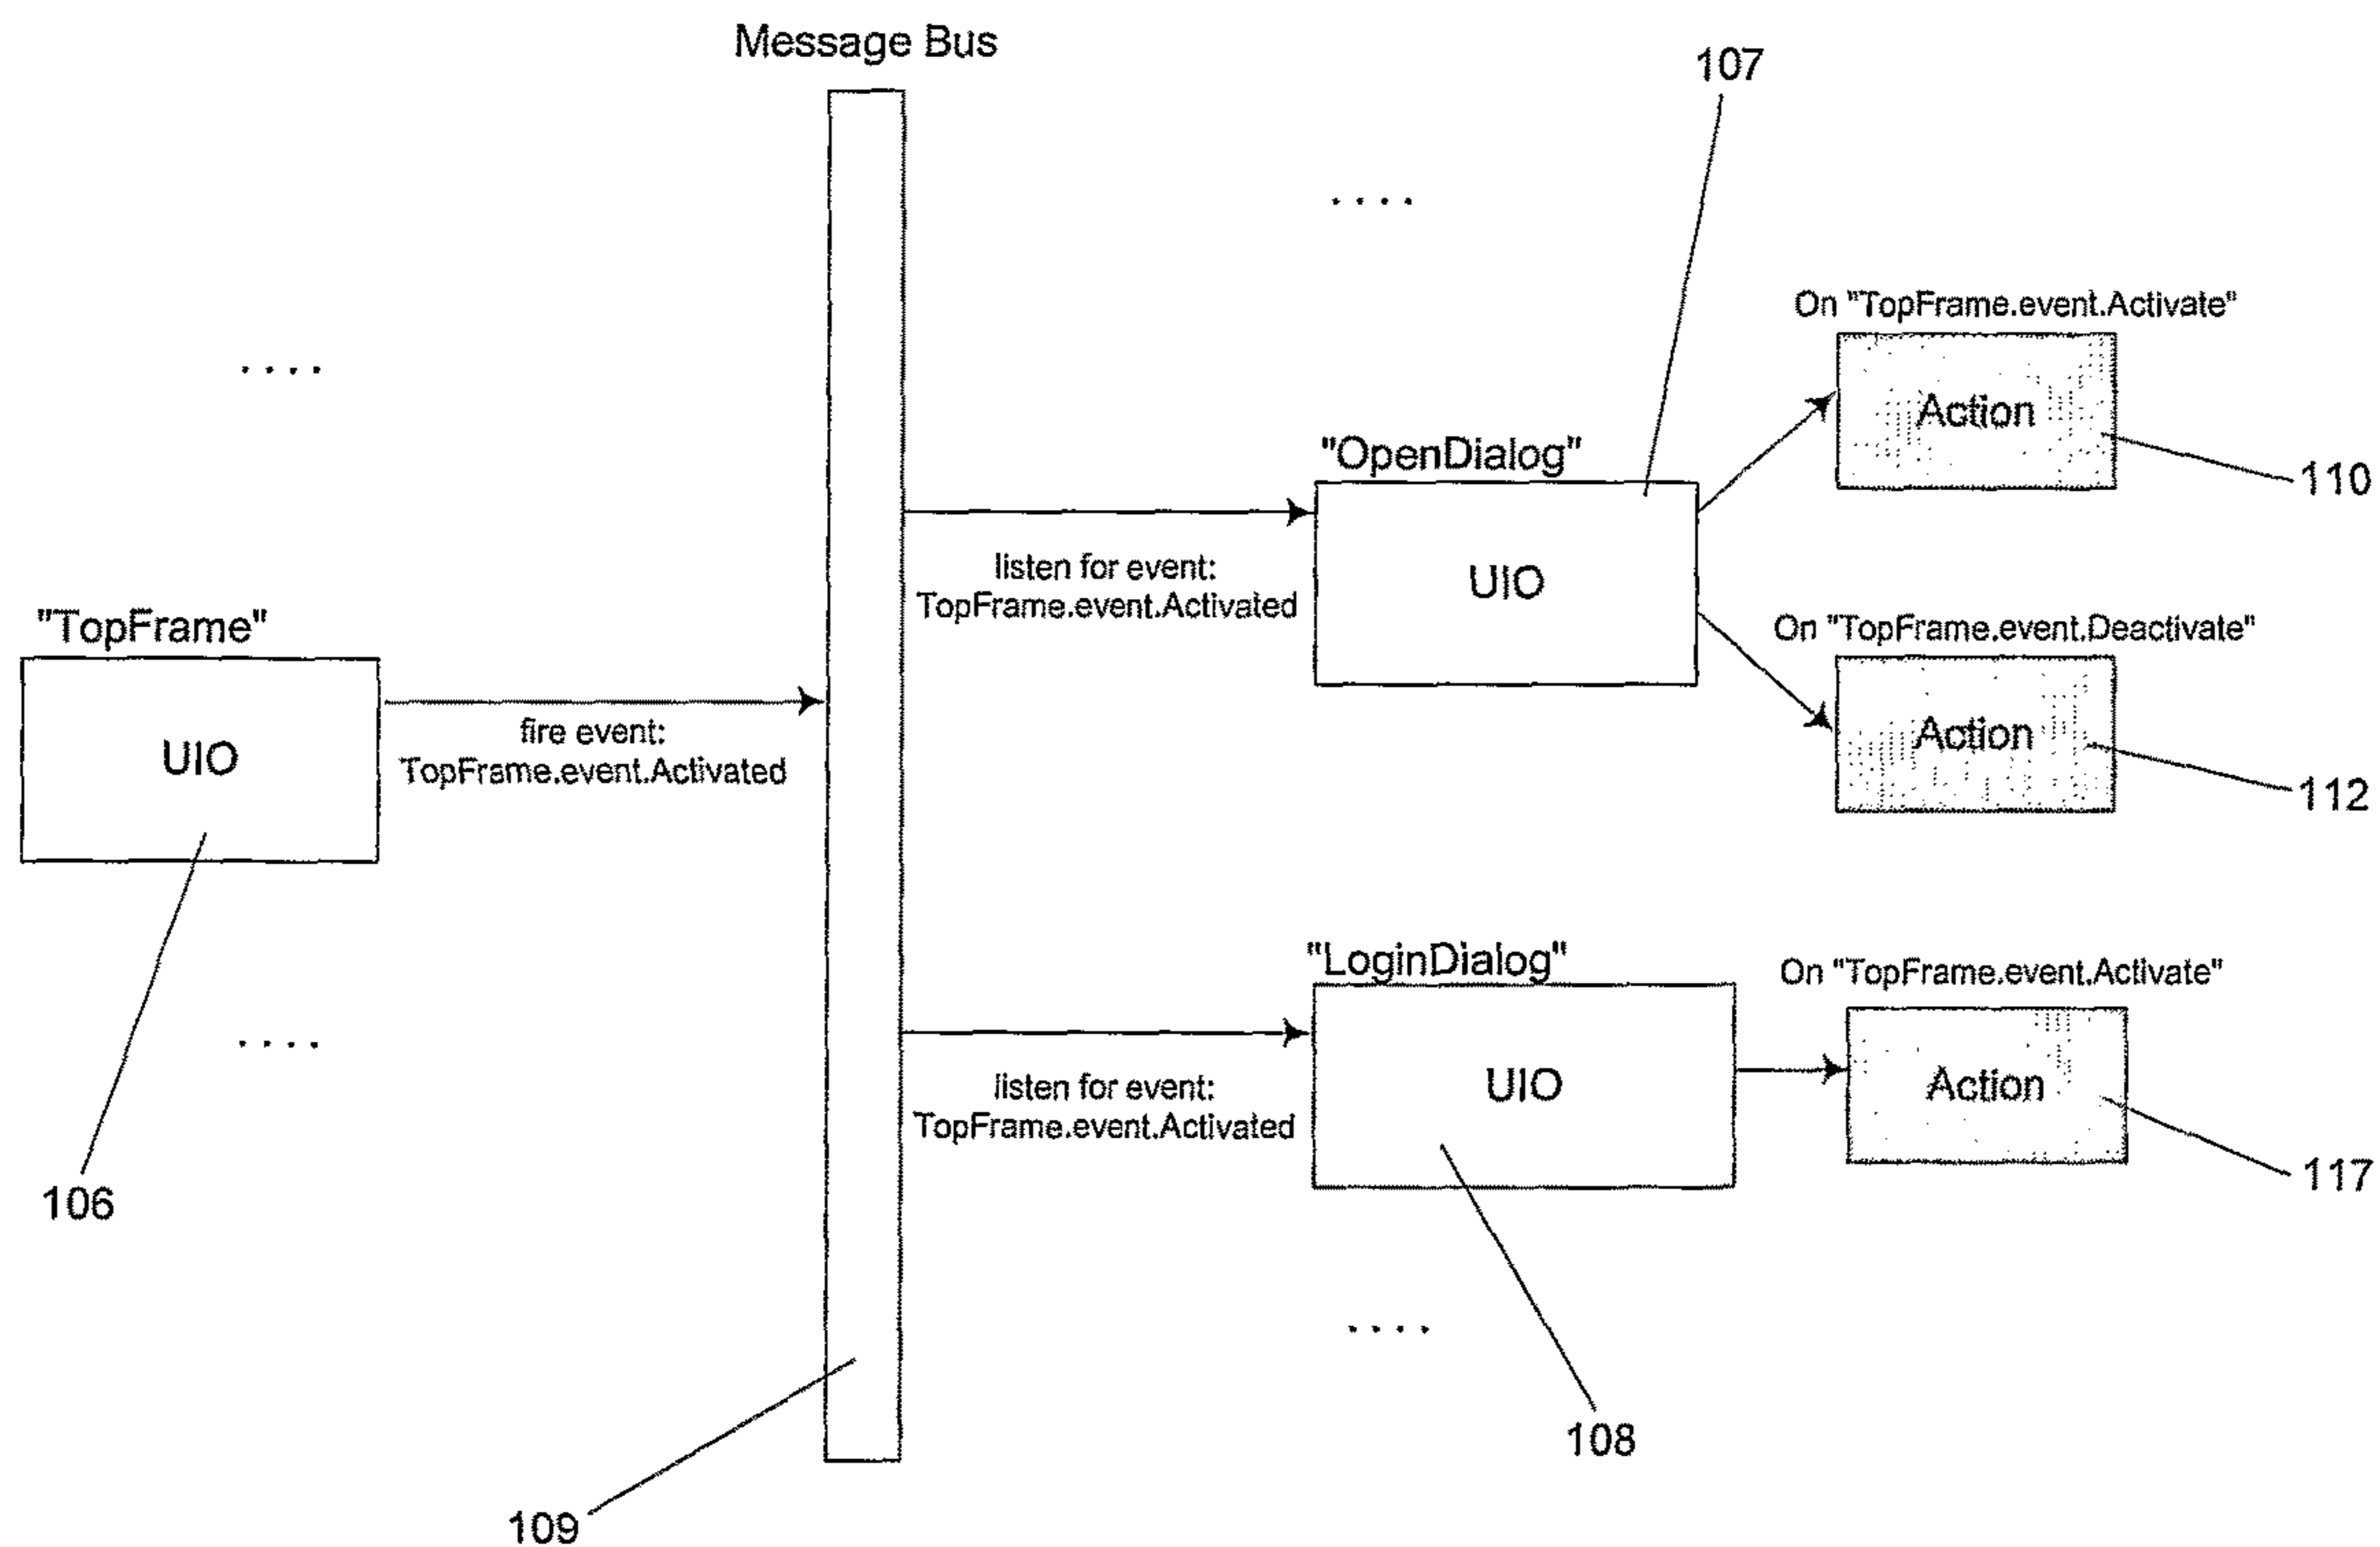 Message Bus
107
....
On "TopFrame.event.Activate"
....
Action
"OpenDialog"
110
listen for event:
TopFrame.event.Activated
UIO
"TopFrame"
On "TopFrame.event.Deactivate"
fire event:
TopFrame.event.Activated
UIO
Action
112
"LoginDialog"
On "TopFrame.event.Activate"
....
listen for event:
TopFrame.event.Activated
UIO
Action
117
106
....
108
109